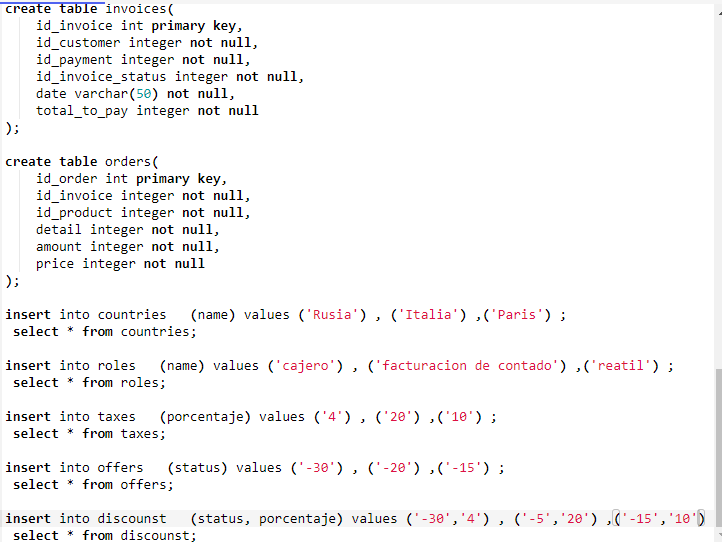 create table invoices(
    id_invoice int primary key,
    id_customer integer not null,
    id_payment integer not null,
    id_invoice_status integer not null,
    date varchar(50) not null,
    total_to_pay integer not null
);
create table orders(
    id_order int primary key,
    id_invoice integer not null,
    id_product integer not null,
    detail integer not null,
    amount integer not null,
    price integer not null
);
insert into countries   (name) values ('Rusia') , ('Italia') ,('Paris') ;
 select * from countries;
insert into roles   (name) values ('cajero') , ('facturacion de contado') ,('reatil') ;
 select * from roles;
insert into taxes   (porcentaje) values ('4') , ('20') ,('10') ;
 select * from taxes;
insert into offers   (status) values ('-30') , ('-20') ,('-15') ;
 select * from offers;
insert into discounst   (status, porcentaje) values ('-30','4') , ('-5','20') ,('-15','10')
 select * from discounst;